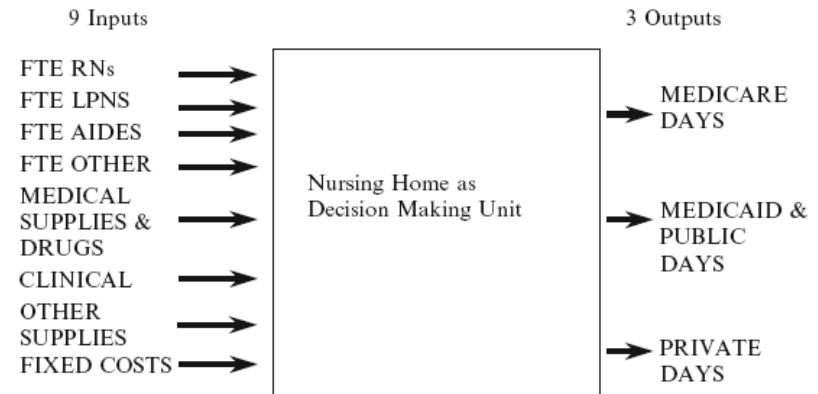 9 Inputs
3 Outputs
FTE RNs
FTE LPNS
FTE AIDES
FTE OTHER
MEDICAL
SUPPLIES &
DRUGS
CLINICAL
OTHER
SUPPLIES
FIXED COSTS
Nursing Home as
Decision Making Unit
MEDICARE
DAYS
MEDICAID &
PUBLIC
DAYS
PRIVATE
DAYS